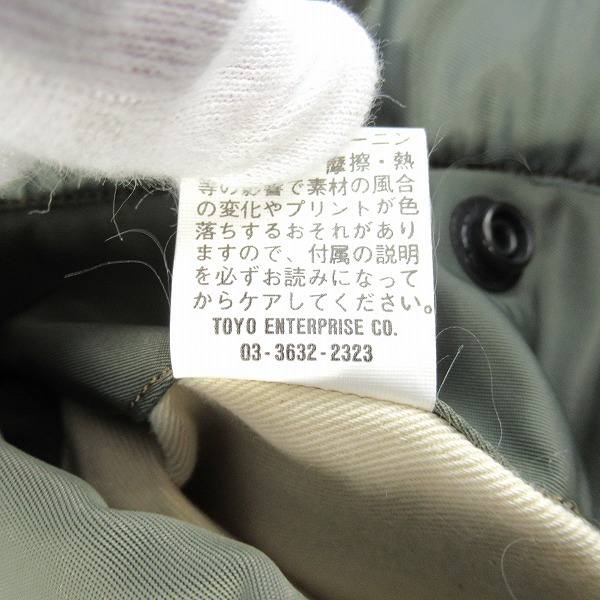 ーニン
摩擦・熱
等の影響で素材の風合
の変化やプリントが色
落ちするおそれがあり
ますので、付属の説明
を必ずお読みになって
からケアしてください。
TOYO ENTERPRISE CO.
03-3632-2323